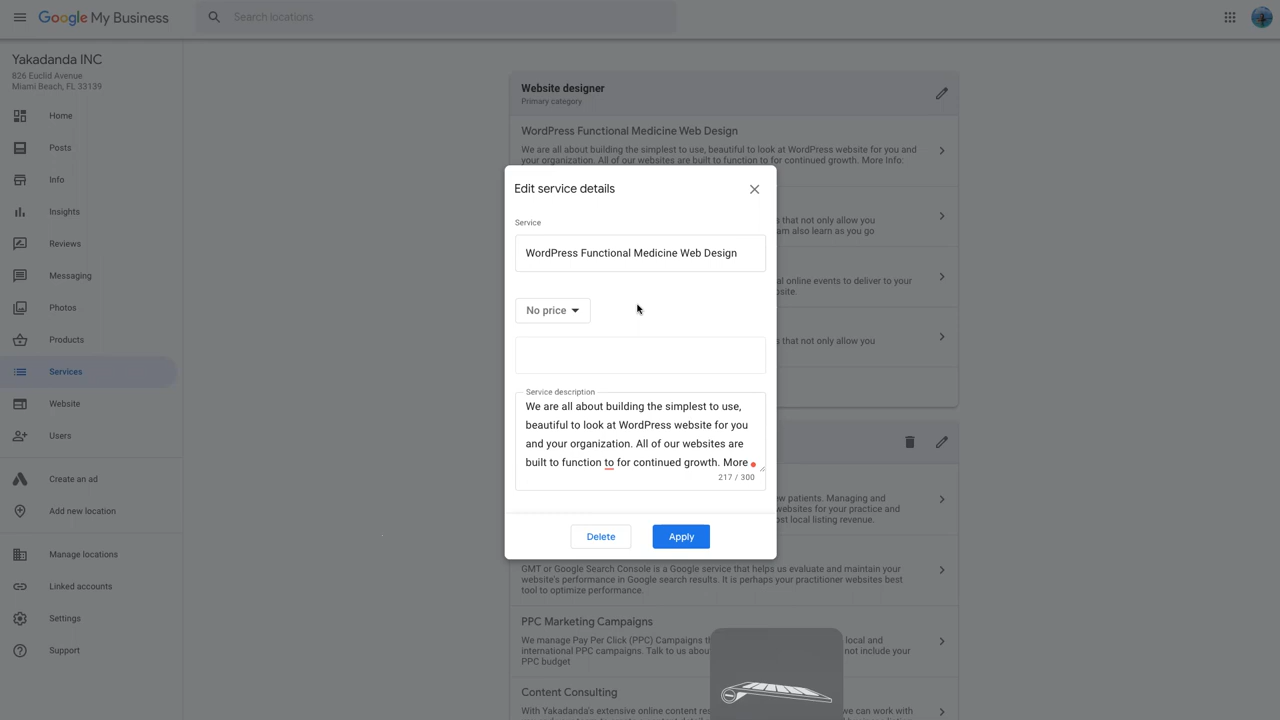 Google My Business
Search locations
Yakadanda INC
826 Euclid Avenue
Miami Beach, FL 33139
Home
Posts
Info
Insights
Reviews
Messaging
Photos
Products
Services
Website
Users
Create an ad
Add new location
Manage locations
Linked accounts
Settings
Support
Website designer
Primary category
WordPress Functional Medicine Web Design
We are all about building the simplest to use, beautiful to look at WordPress website for you and
your organization. All of our websites are built to function to for continued growth. More Info:
s that not only allow you
am also learn as you go
al online events to deliver to your
site.
s that not only allow you
Edit service details
Service
WordPress Functional Medicine Web Design
No price
Service description
We are all about building the simplest to use,
beautiful to look at WordPress website for you
and your organization. All of our websites are
built to function to for continued growth. More
217 / 300
Delete
Apply
ew patients. Managing and
websites for your practice and
ost local listing revenue.
GMT or Google Search Console is a Google service that helps us evaluate and maintain your
website's performance in Google search results. It is perhaps your practitioner websites best
tool to optimize performance.
PPC Marketing Campaigns
We manage Pay Per Click (PPC) Campaigns th local and
international PPC campaigns. Talk to us abou not include your
PPC budget
Content Consulting
With Yakadanda's extensive online content res we can work with